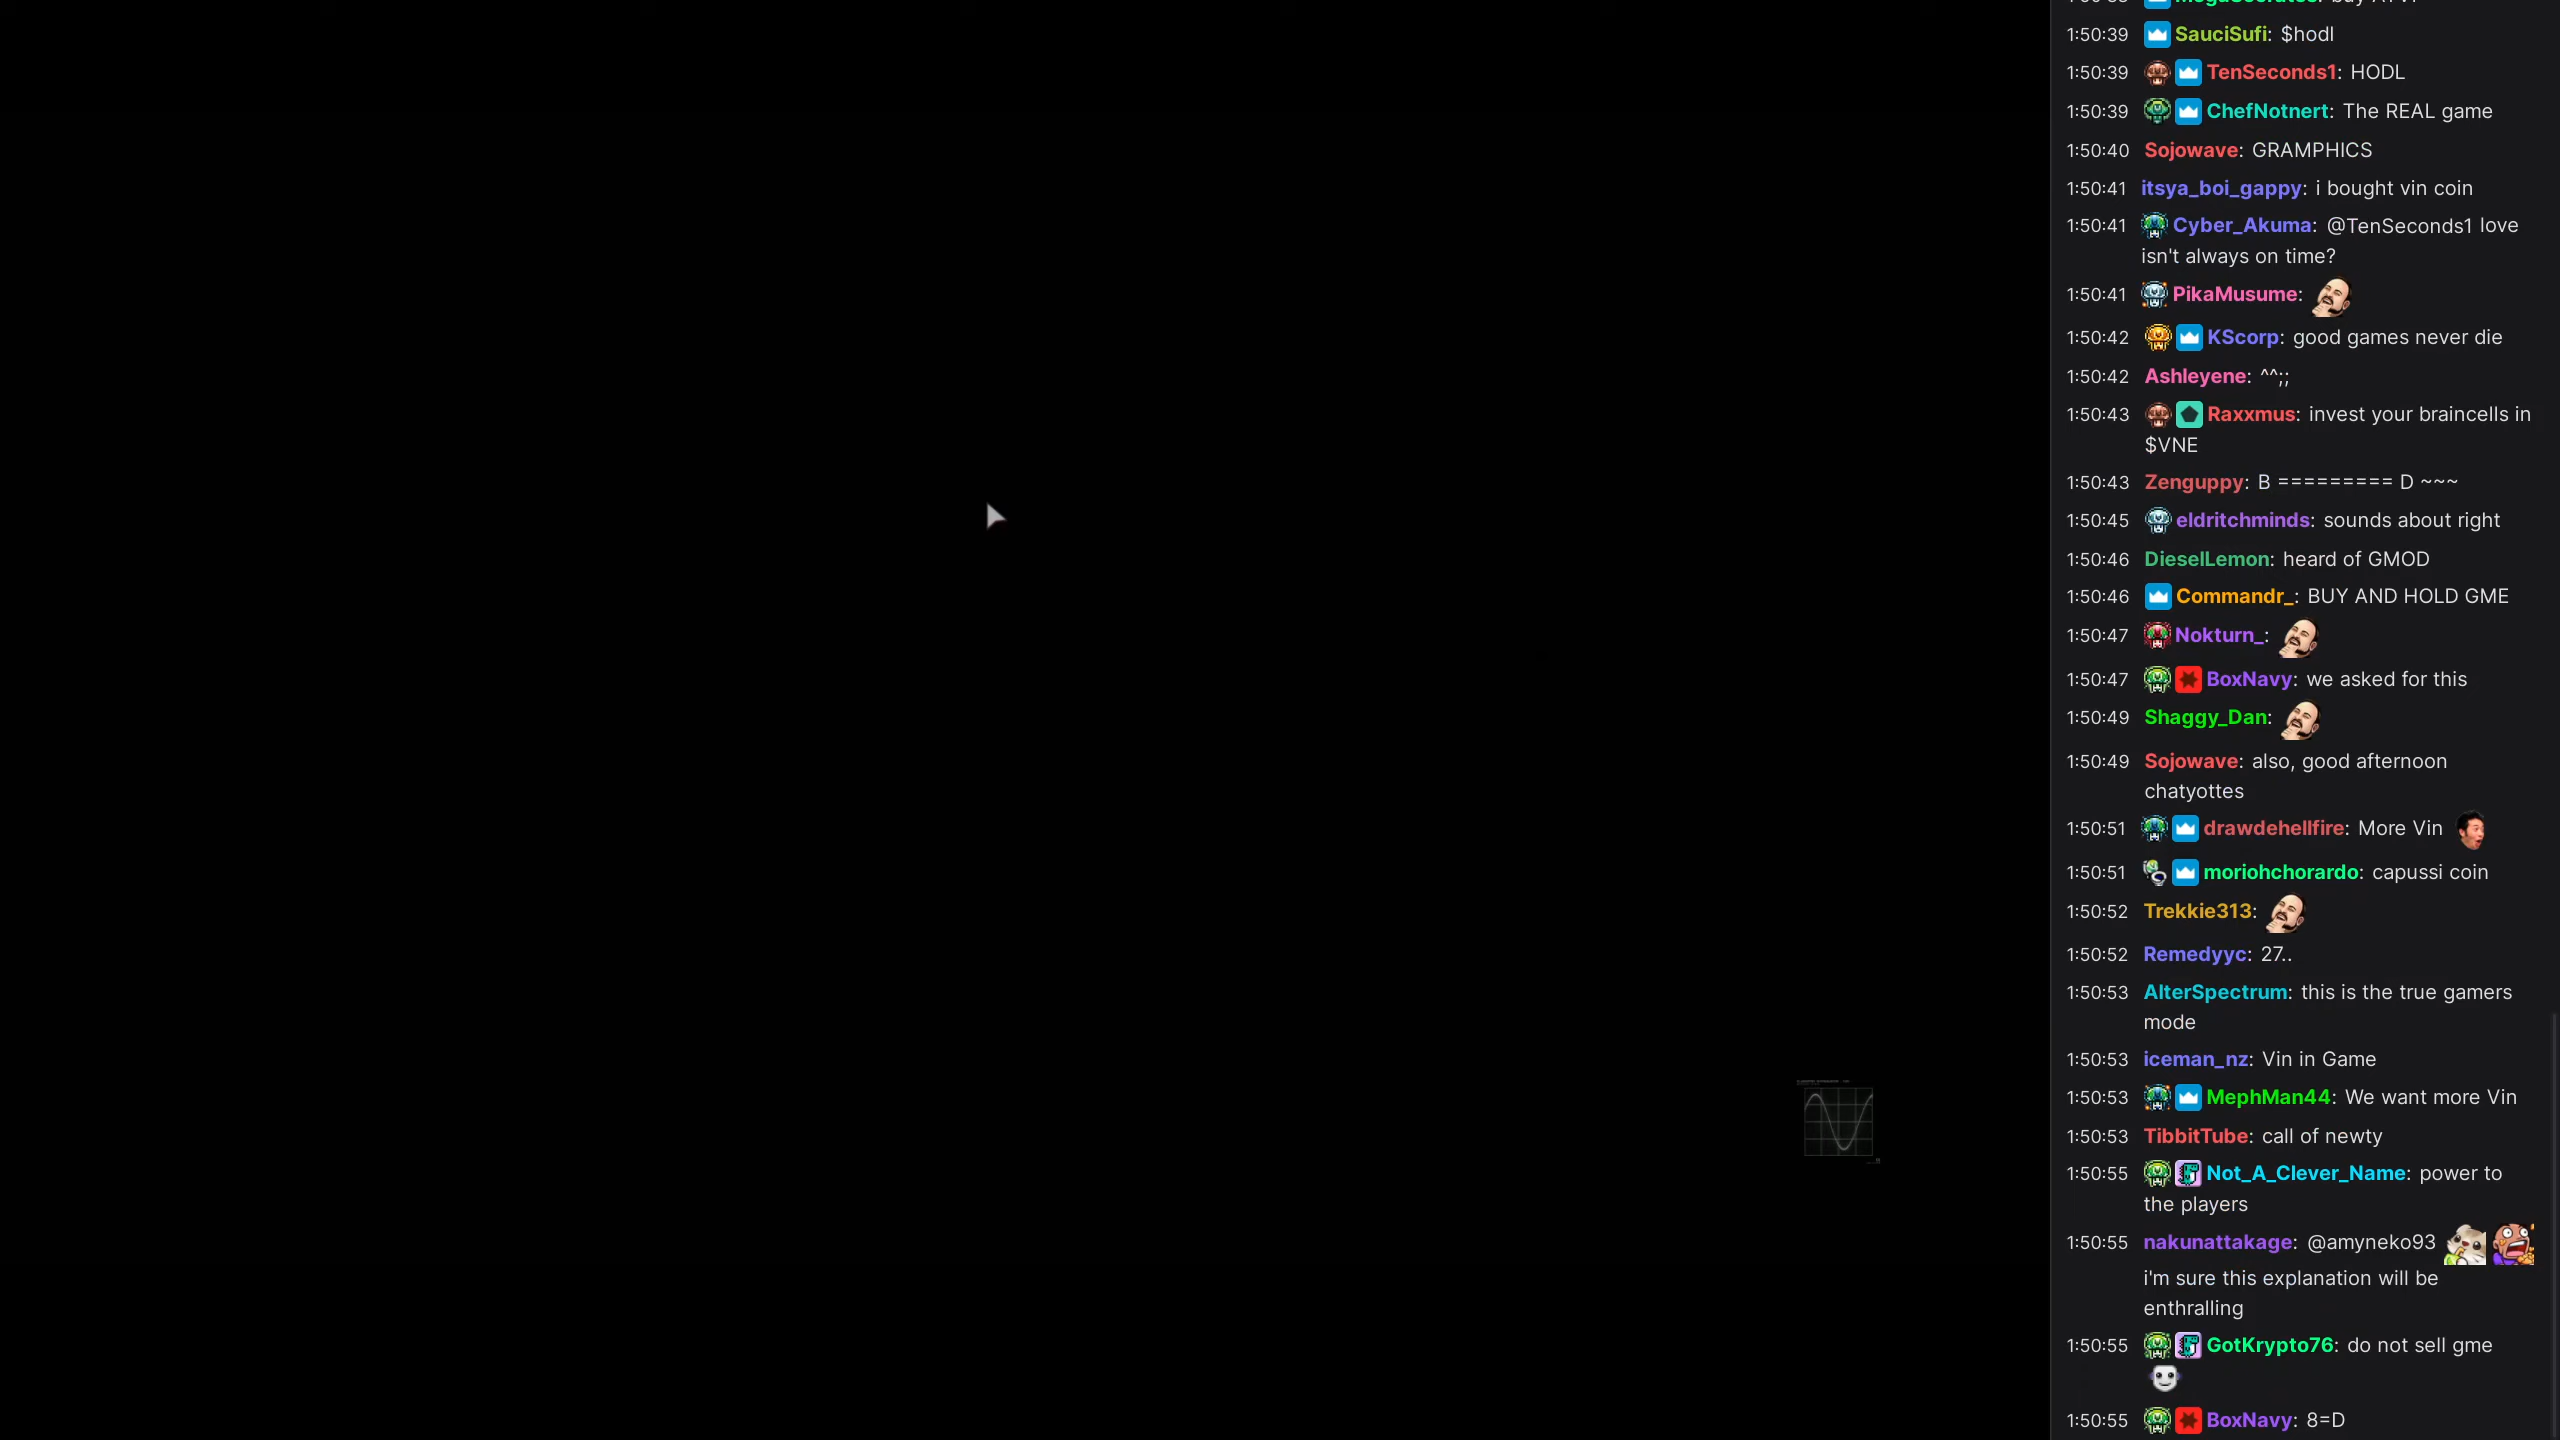 1:50:39 SauciSufi: $hodl
1:50:39 TenSeconds1: HODL
1:50:39 ChefNotnert: The REAL game
1:50:40 Sojowave: GRAMPHICS
1:50:41 itsya_boi_gappy: i bought vin coin
1:50:41 Cyber_Akuma: @TenSeconds1 love
isn't always on time?
1:50:41 PikaMusume:
1:50:42 KScorp: good games never die
1:50:42 Ashleyene: ^^;;
1:50:43 Raxxmus: invest your braincells in
$VNE
1:50:43 Zenguppy: B ========= D ~~~
1:50:45 eldritchminds: sounds about right
1:50:46 DieselLemon: heard of GMOD
1:50:46 Commandr_: BUY AND HOLD GME
1:50:47 Nokturn_:
1:50:47 BoxNavy: we asked for this
1:50:49 Shaggy_Dan:
1:50:49 Sojowave: also, good afternoon
chatyottes
1:50:51 drawdehellfire: More Vin
1:50:51 moriohchorardo: capussi coin
1:50:52 Trekkie313:
1:50:52 Remedyyc: 27..
1:50:53 AlterSpectrum: this is the true gamers
mode
1:50:53 iceman_nz: Vin in Game
1:50:53 MephMan44: We want more Vin
1:50:53 TibbitTube: call of newty
1:50:55 Not_A_Clever_Name: power to
the players
1:50:55 nakunattakage: @amyneko93
i'm sure this explanation will be
enthralling
1:50:55 GotKrypto76: do not sell gme
1:50:55 BoxNavy: 8=D